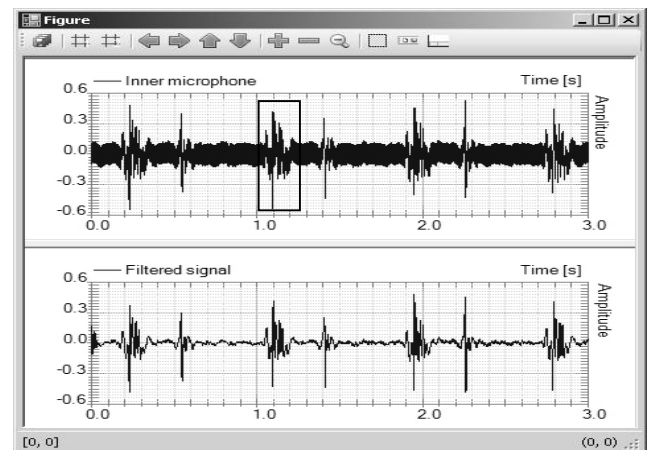 Figure
Inner microphone Time [s]
0.6
0.3
0.0
-0.3
-0.6
Amplitude
0.0 1.0 2.0 3.0
Filtered signal Time [s]
0.6
0.3
0.0
-0.3
-0.6
Amplitude
0.0 1.0 2.0 3.0
[0, 0] (0, 0)